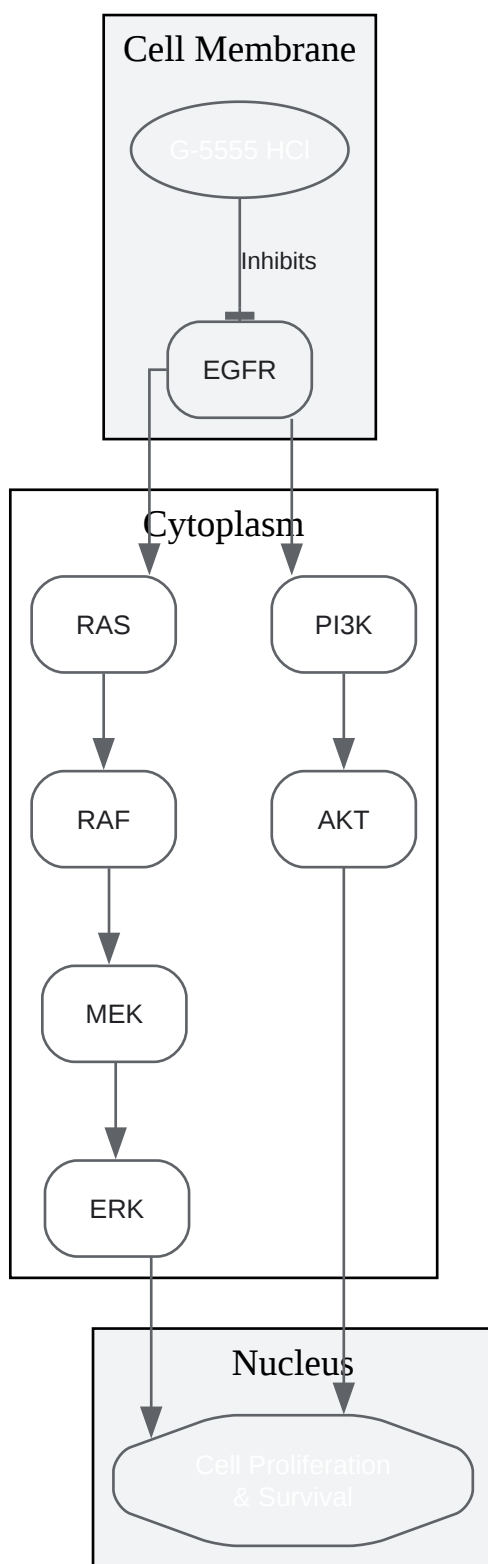 Cell Membrane
G-5555 HCl
Inhibits
EGFR
Cytoplasm
RAS
PI3K
RAF
AKT
MEK
ERK
Nucleus
Cell Proliferation
& Survival